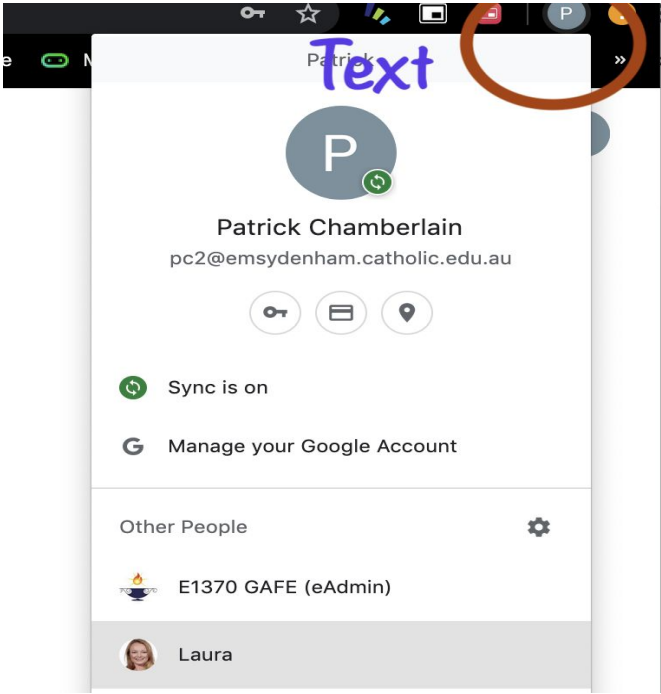 P
Patrick
Text
»
P
Patrick Chamberlain
pc2@emsydenham.catholic.edu.au
Sync is on
G Manage your Google Account
Other People
E1370 GAFE (eAdmin)
Laura